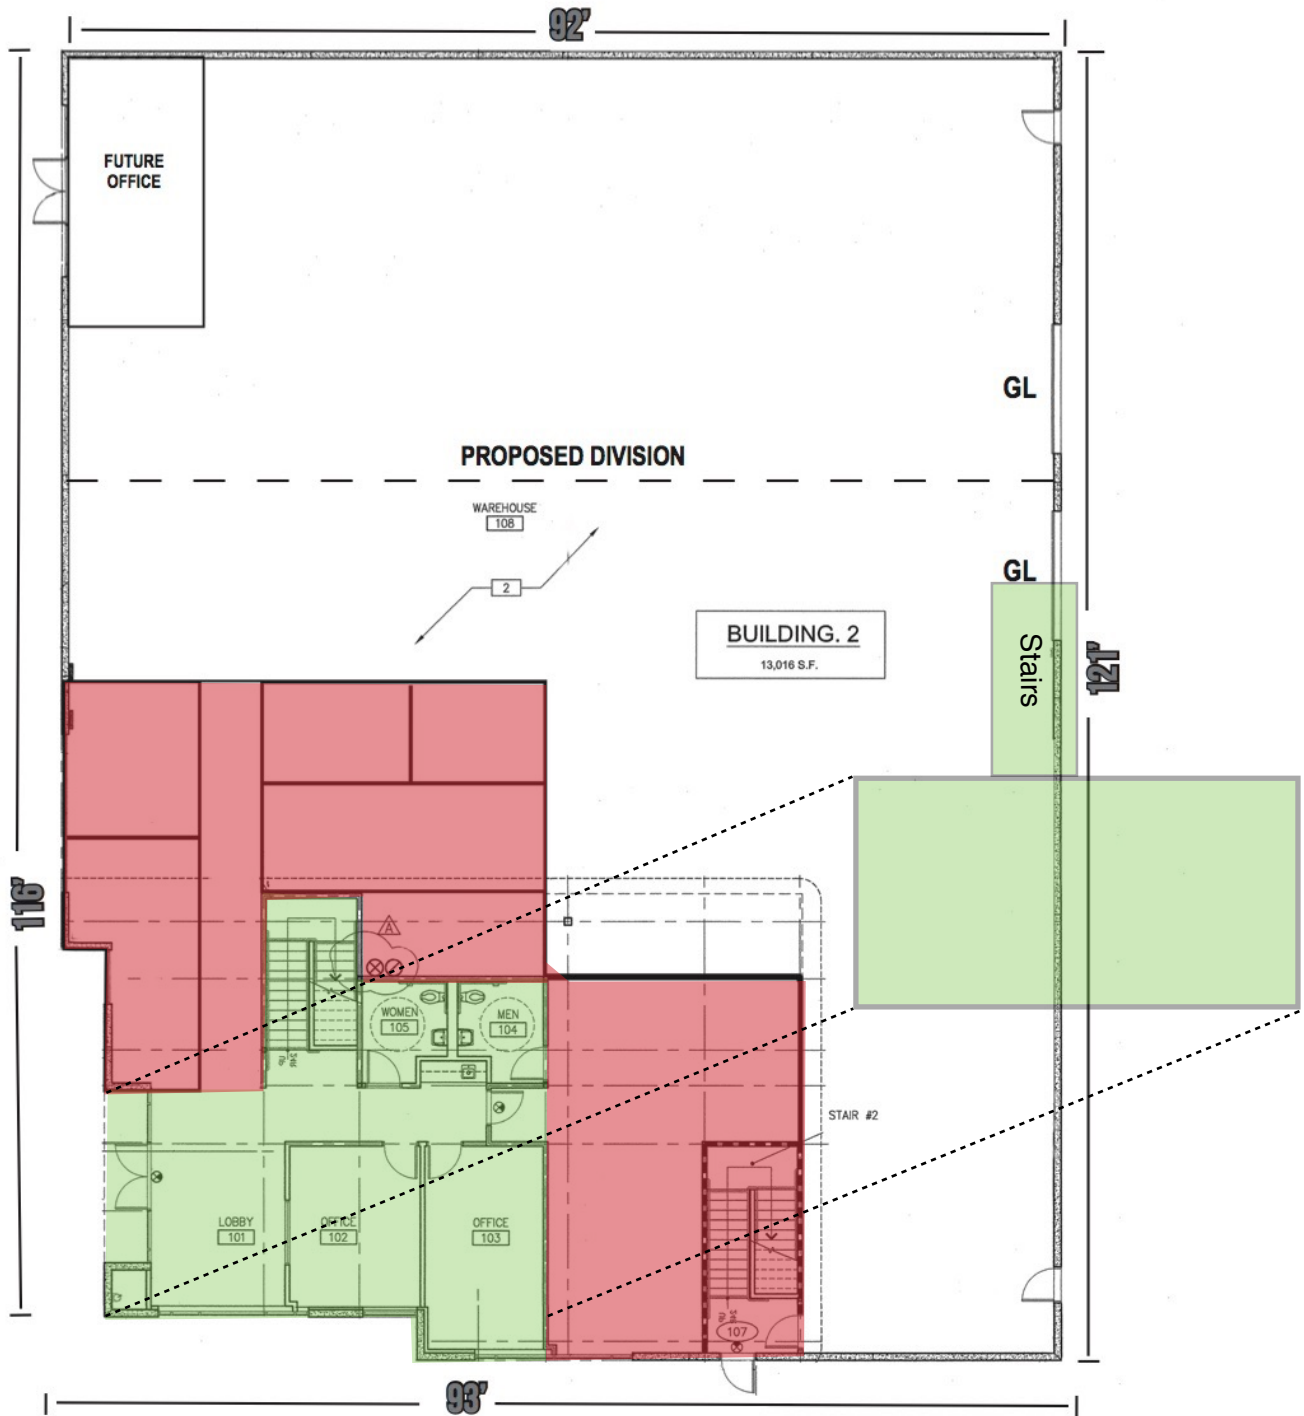 92'
FUTURE
OFFICE
GL
PROPOSED DIVISION
WAREHOUSE
108
2
GL
BUILDING. 2
13,016 S.F.
Stairs
121'
116'
A
WOMEN
105
MEN
104
STAIR #2
LOBBY
101
OFFICE
102
OFFICE
103
107
93'